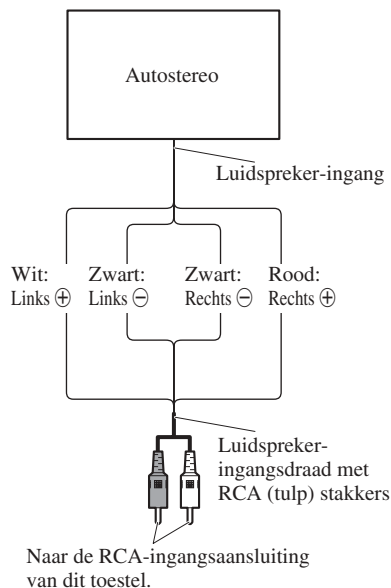 Autostereo
Luidspreker-ingang
Wit: Zwart: Zwart: Rood:
Links ⊕ Links ⊖ Rechts ⊖ Rechts ⊕
Luidspreker-
ingangsdraad met
RCA (tulp) stakkers
Naar de RCA-ingangsaansluiting
van dit toestel.